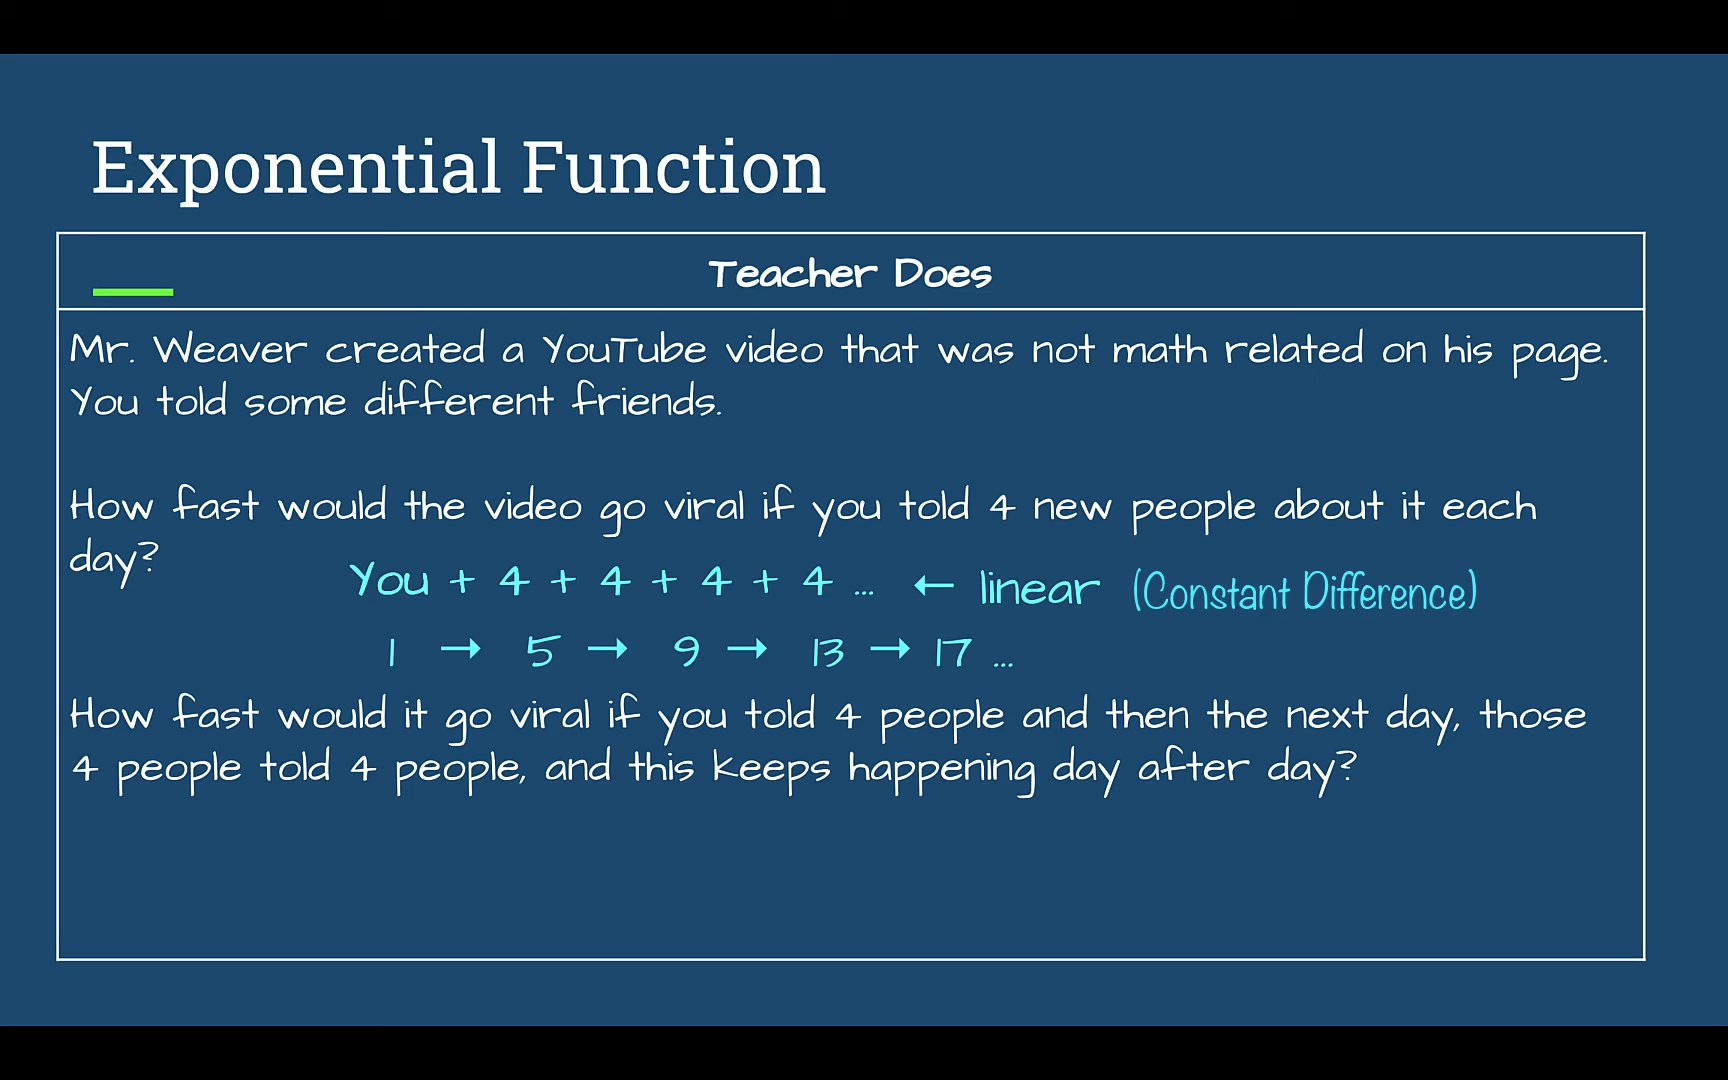 Exponential Function
Teacher Does
Mr. Weaver created a YouTube video that was not math related on his page.
You told some different friends.
How fast would the video go viral if you told 4 new people about it each
day?
You + 4 + 4 + 4 + 4 ... ← linear (Constant Difference)
1 → 5 → 9 → 13 → 17 ...
How fast would it go viral if you told 4 people and then the next day, those
4 people told 4 people, and this keeps happening day after day?